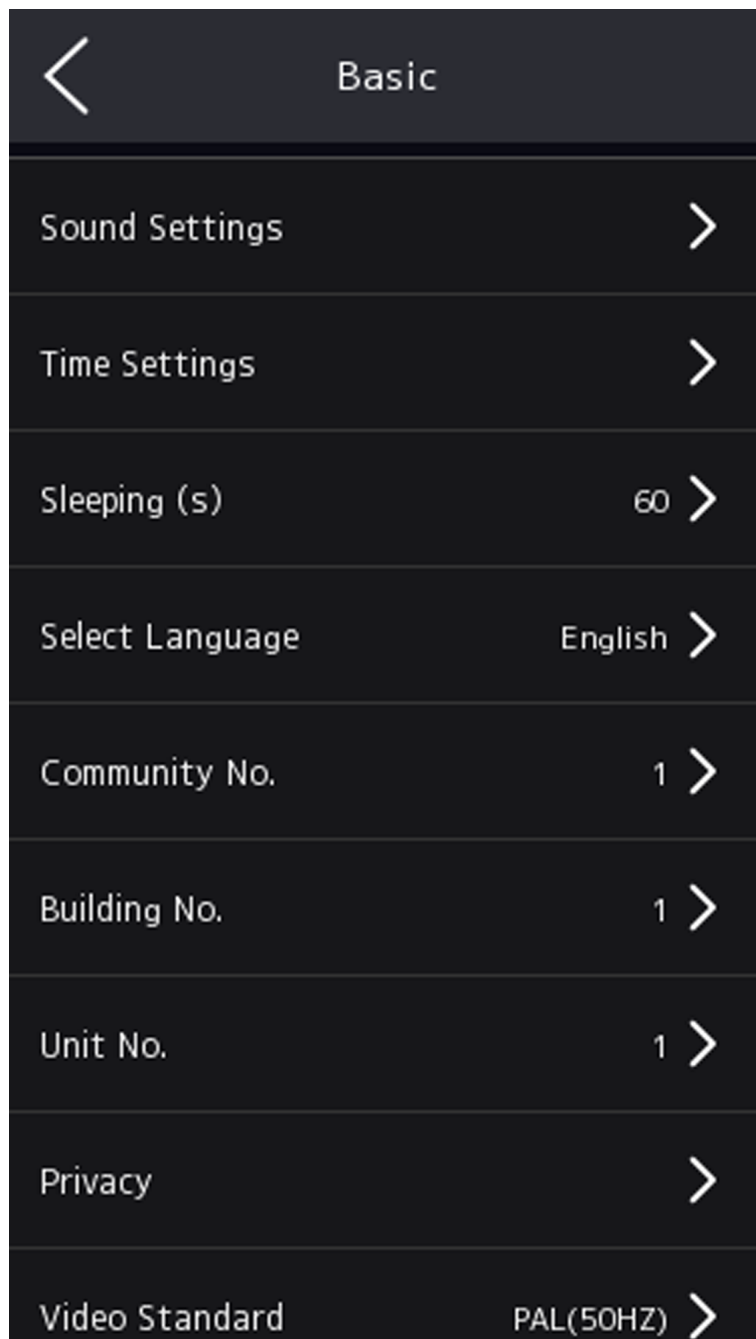 Basic
Sound Settings
Time Settings
Sleeping (s) 60
Select Language English
Community No. 1
Building No. 1
Unit No. 1
Privacy
Video Standard PAL(50HZ)